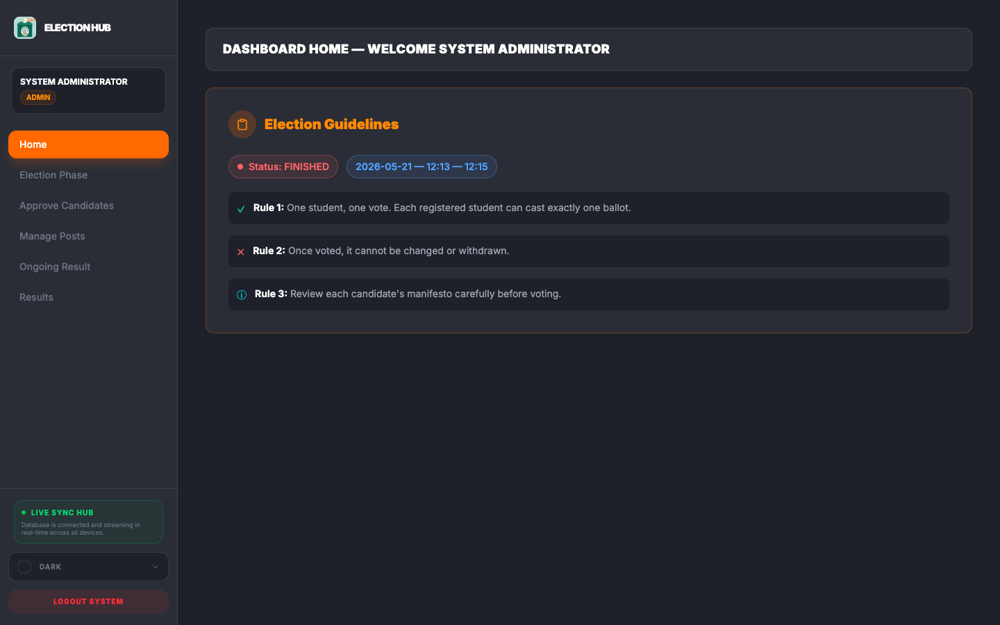 ELECTION HUB
SYSTEM ADMINISTRATOR
ADMIN
Home
Election Phase
Approve Candidates
Manage Posts
Ongoing Result
Results
LIVE SYNC HUB
Database is connected and streaming in
real-time across all devices.
DARK
LOGOUT SYSTEM
DASHBOARD HOME — WELCOME SYSTEM ADMINISTRATOR
Election Guidelines
Status: FINISHED
2026-05-21 — 12:13 — 12:15
Rule 1: One student, one vote. Each registered student can cast exactly one ballot.
Rule 2: Once voted, it cannot be changed or withdrawn.
Rule 3: Review each candidate's manifesto carefully before voting.